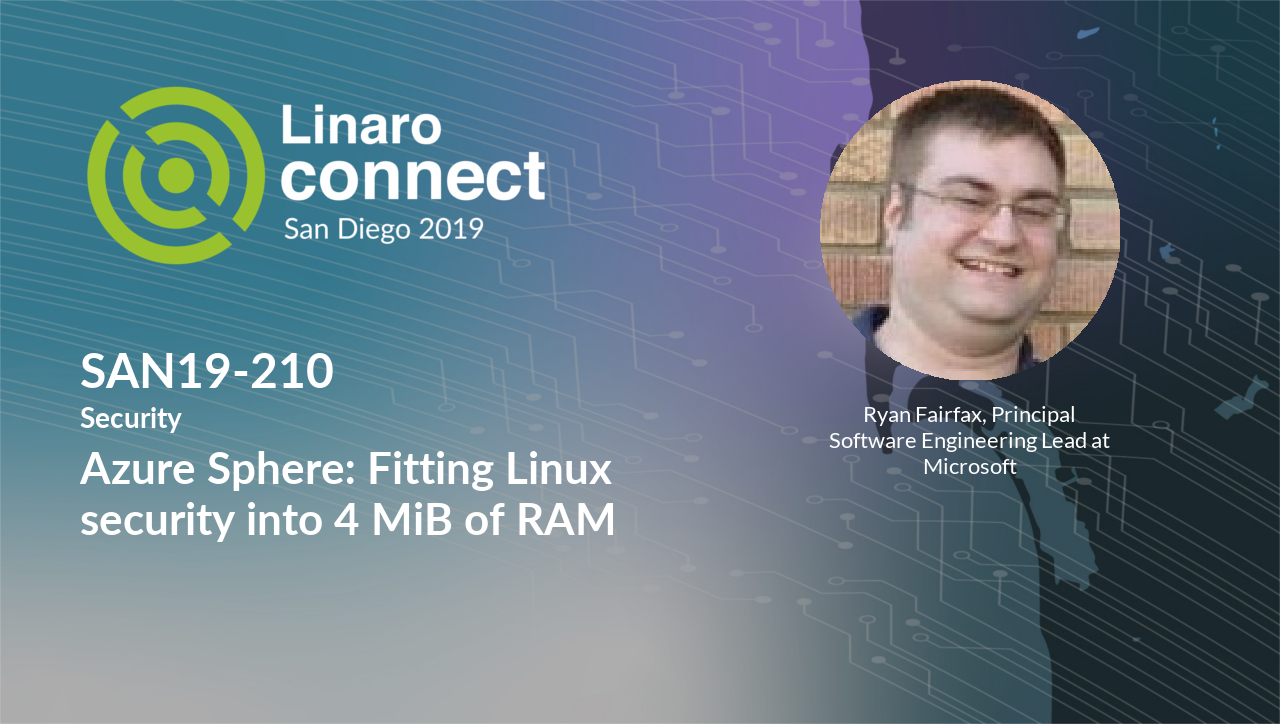 Linaro
connect
San Diego 2019
SAN19-210
Security
Azure Sphere: Fitting Linux
security into 4 MiB of RAM
Ryan Fairfax, Principal
Software Engineering Lead at
Microsoft